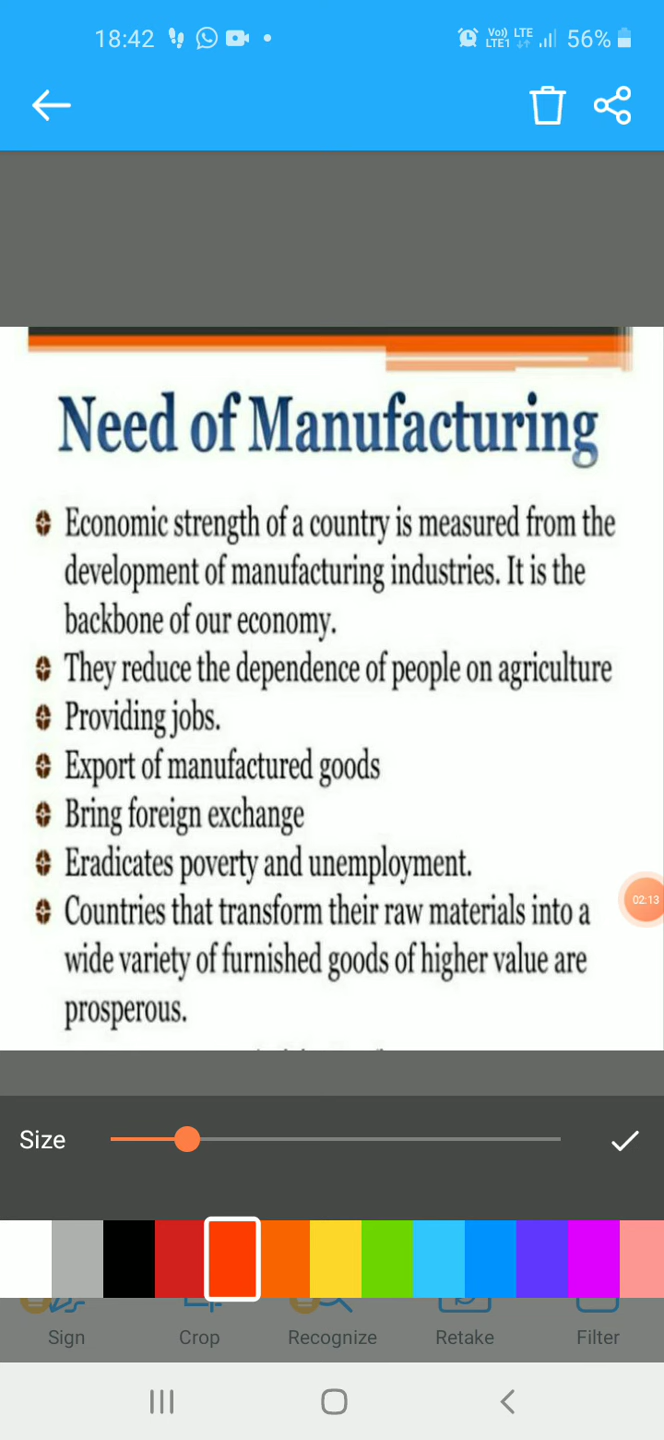 18:42 Vo)) LTE LTE1 56%
Need of Manufacturing
Economic strength of a country is measured from the
development of manufacturing industries. It is the
backbone of our economy.
They reduce the dependence of people on agriculture
Providing jobs.
Export of manufactured goods
Bring foreign exchange
Eradicates poverty and unemployment.
Countries that transform their raw materials into a
wide variety of furnished goods of higher value are
prosperous.
02:13
Size
Sign Crop Recognize Retake Filter